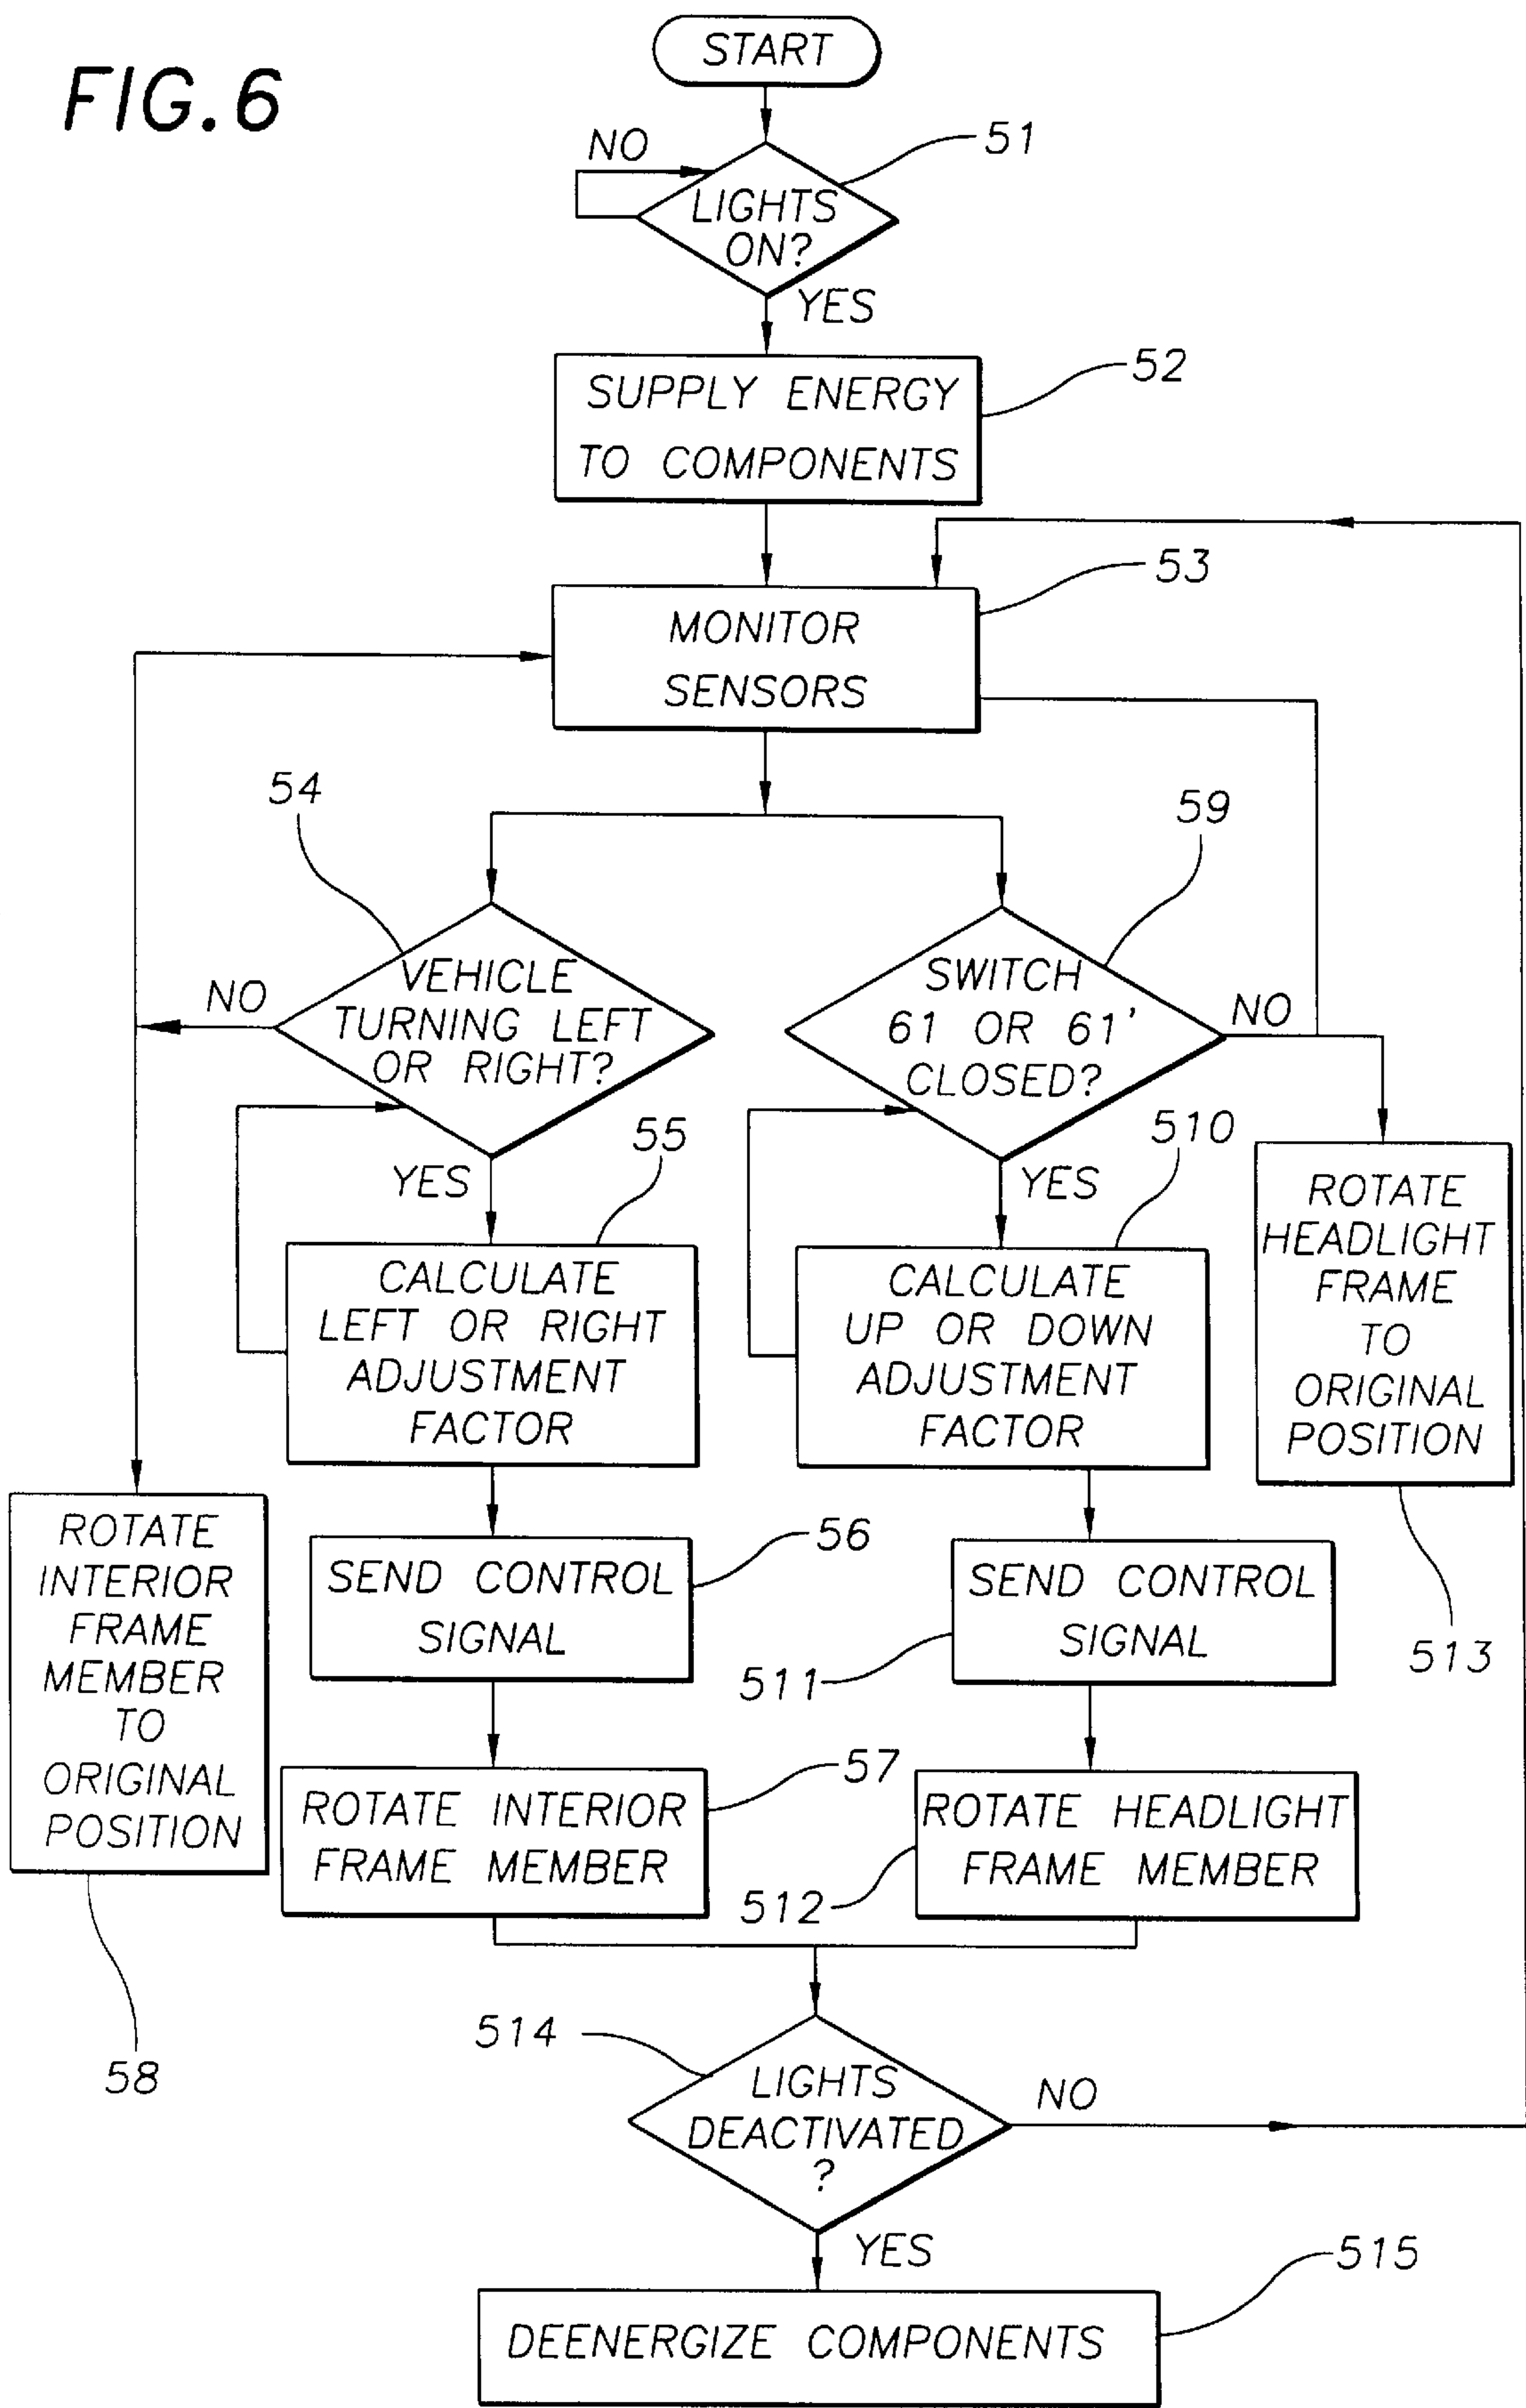 FIG. 6
START
51
NO
LIGHTS
ON?
YES
52
SUPPLY ENERGY
TO COMPONENTS
53
MONITOR
SENSORS
54
59
VEHICLE
TURNING LEFT
OR RIGHT?
NO
SWITCH
61 OR 61'
CLOSED?
NO
YES
55
YES
510
CALCULATE
LEFT OR RIGHT
ADJUSTMENT
FACTOR
CALCULATE
UP OR DOWN
ADJUSTMENT
FACTOR
ROTATE
HEADLIGHT
FRAME
TO
ORIGINAL
POSITION
513
ROTATE
INTERIOR
FRAME
MEMBER
TO
ORIGINAL
POSITION
58
SEND CONTROL
SIGNAL
56
SEND CONTROL
SIGNAL
511
ROTATE INTERIOR
FRAME MEMBER
57
ROTATE HEADLIGHT
FRAME MEMBER
512
514
LIGHTS
DEACTIVATED
?
NO
YES
515
DEENERGIZE COMPONENTS